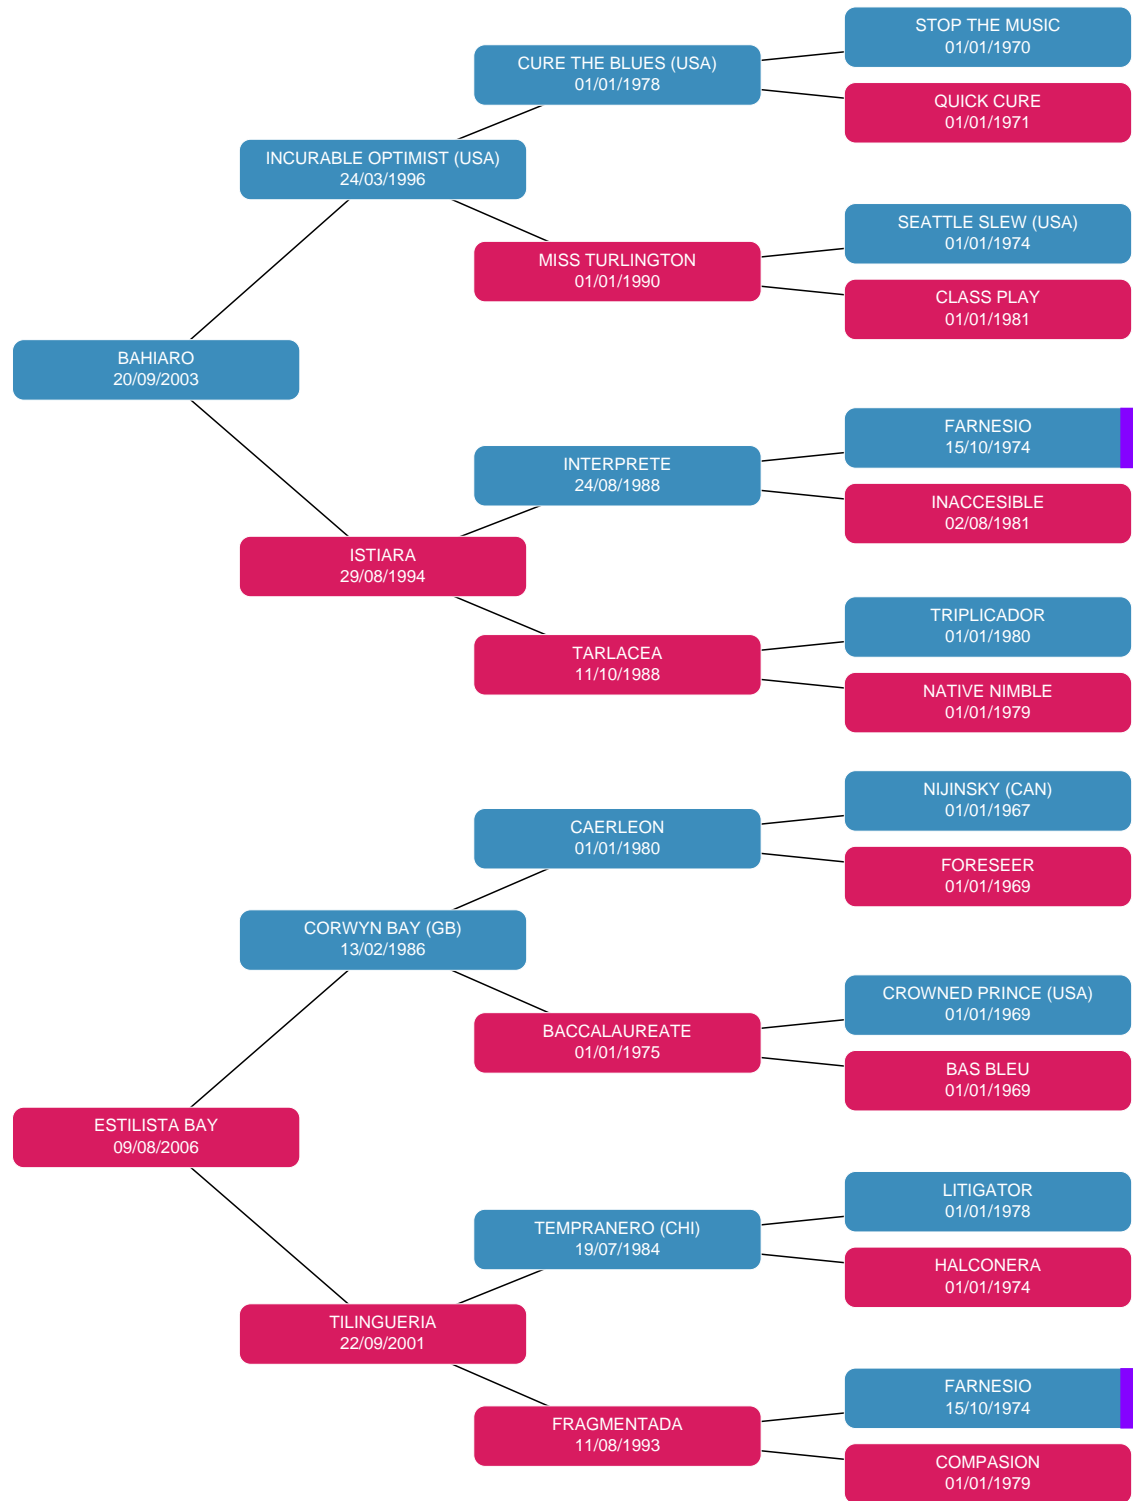 STOP THE MUSIC
01/01/1970
CURE THE BLUES (USA)
01/01/1978
QUICK CURE
01/01/1971
INCURABLE OPTIMIST (USA)
24/03/1996
SEATTLE SLEW (USA)
01/01/1974
MISS TURLINGTON
01/01/1990
CLASS PLAY
01/01/1981
BAHIARO
20/09/2003
FARNESIO
15/10/1974
INTERPRETE
24/08/1988
INACCESIBLE
02/08/1981
ISTIARA
29/08/1994
TRIPLICADOR
01/01/1980
TARLACEA
11/10/1988
NATIVE NIMBLE
01/01/1979
NIJINSKY (CAN)
01/01/1967
CAERLEON
01/01/1980
FORESEER
01/01/1969
CORWYN BAY (GB)
13/02/1986
CROWNED PRINCE (USA)
01/01/1969
BACCALAUREATE
01/01/1975
BAS BLEU
01/01/1969
ESTILISTA BAY
09/08/2006
LITIGATOR
01/01/1978
TEMPRANERO (CHI)
19/07/1984
HALCONERA
01/01/1974
TILINGUERIA
22/09/2001
FARNESIO
15/10/1974
FRAGMENTADA
11/08/1993
COMPASION
01/01/1979